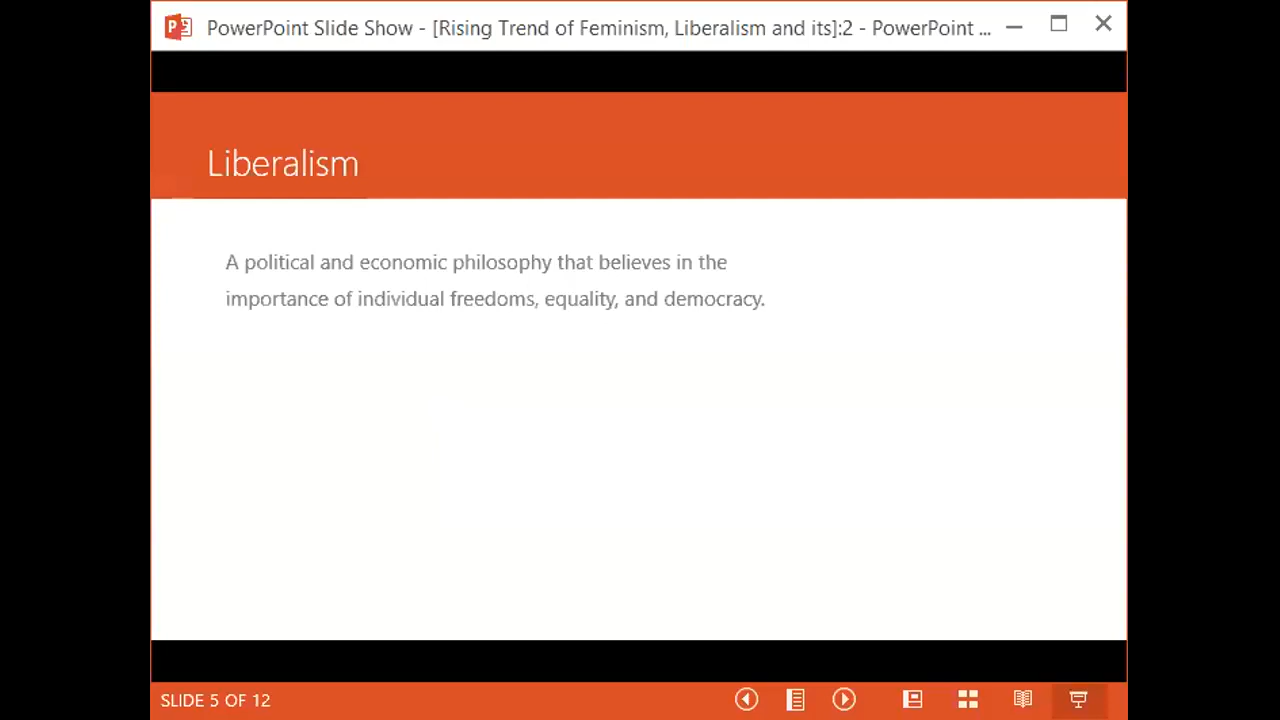 PowerPoint Slide Show - [Rising Trend of Feminism, Liberalism and its]:2 - PowerPoint ...
Liberalism
A political and economic philosophy that believes in the
importance of individual freedoms, equality, and democracy.
SLIDE 5 OF 12